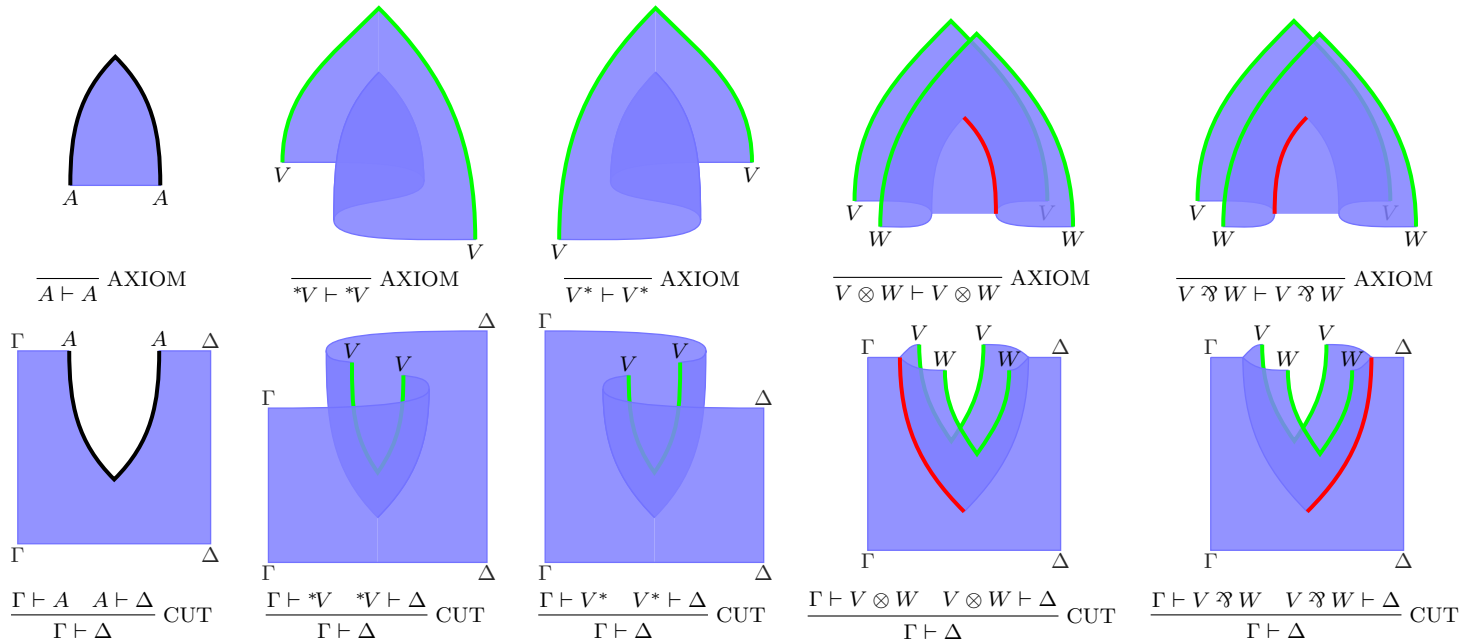 A A
V V
V V
V W V W
V W V W
A ⊢ A AXIOM
*V ⊢ *V AXIOM
V* ⊢ V* AXIOM
V ⊗ W ⊢ V ⊗ W AXIOM
V ⅋ W ⊢ V ⅋ W AXIOM
Γ A A Δ
Γ Δ
V V Δ
Γ Δ
Γ Δ
Γ V V
Δ
Γ Δ
Γ V W V W Δ
Γ Δ
Γ V W V W Δ
Γ Δ
Γ ⊢ A A ⊢ Δ CUT
Γ ⊢ Δ
Γ ⊢ *V *V ⊢ Δ CUT
Γ ⊢ Δ
Γ ⊢ V* V* ⊢ Δ CUT
Γ ⊢ Δ
Γ ⊢ V ⊗ W V ⊗ W ⊢ Δ CUT
Γ ⊢ Δ
Γ ⊢ V ⅋ W V ⅋ W ⊢ Δ CUT
Γ ⊢ Δ